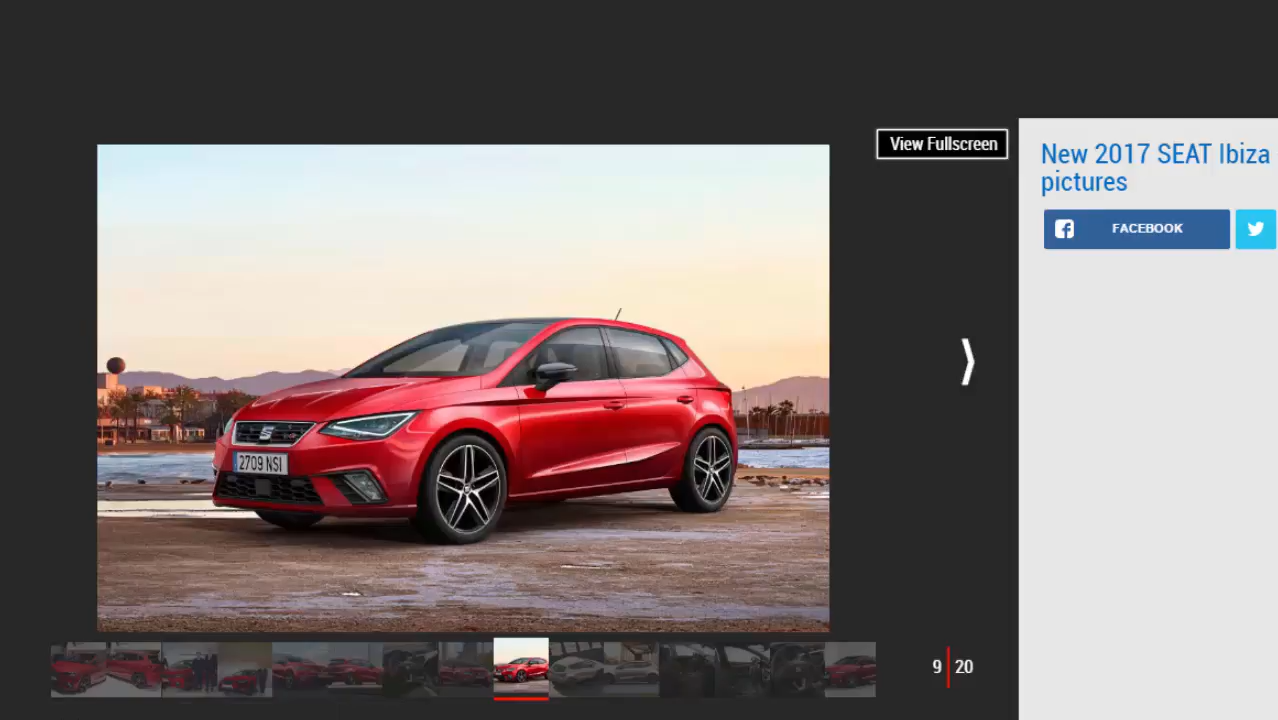 View Fullscreen
New 2017 SEAT Ibiza
pictures
FACEBOOK
2709 NSI
9 20